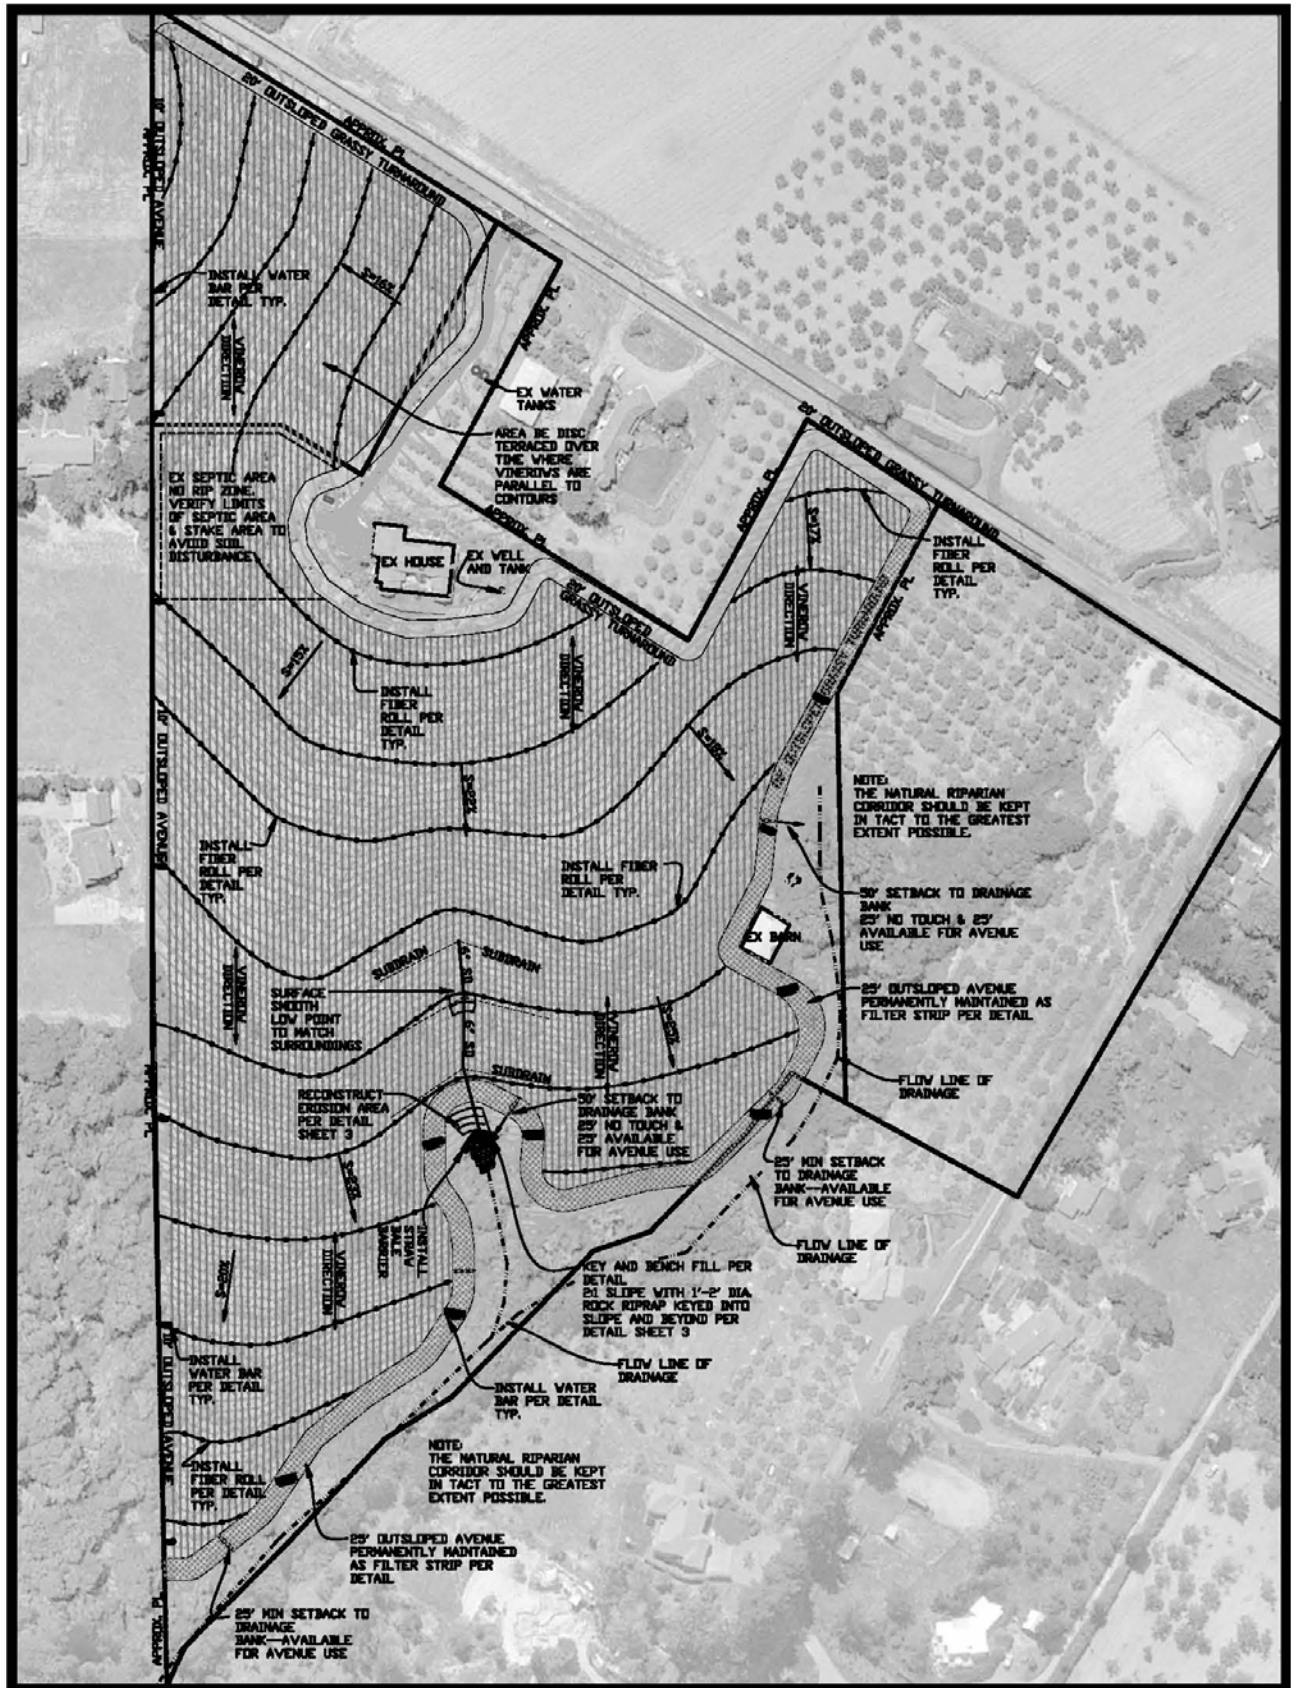 20' OUTSLOPED GRASSY TURNAROUND
APPROX PL
10' OUTSLOPED AVENUE
APPROX PL
INSTALL WATER
BAR PER
DETAIL TYP.
S=16%
VINEROW
DIRECTION
APPROX PL
EX WATER
TANKS
AREA BE DISC
TERRACED OVER
TIME WHERE
VINEROWS ARE
PARALLEL TO
CONTOURS
20' OUTSLOPED GRASSY TURNAROUND
APPROX PL
EX SEPTIC AREA
NO RIP ZONE.
VERIFY LIMITS
OF SEPTIC AREA
& STAKE AREA TO
AVOID SOIL
DISTURBANCE
APPROX PL
EX HOUSE
EX WELL
AND TANK
S=17%
INSTALL
FIBER
ROLL PER
DETAIL
TYP.
20' OUTSLOPED
GRASSY TURNAROUND
VINEROW
DIRECTION
APPROX PL
20' OUTSLOPED GRASSY TURNAROUND
S=15%
VINEROW
DIRECTION
INSTALL
FIBER
ROLL PER
DETAIL
TYP.
10' OUTSLOPED AVENUE
S=18%
S=22%
NOTE:
THE NATURAL RIPARIAN
CORRIDOR SHOULD BE KEPT
IN TACT TO THE GREATEST
EXTENT POSSIBLE.
INSTALL
FIBER
ROLL PER
DETAIL
TYP.
INSTALL FIBER
ROLL PER
DETAIL TYP.
50' SETBACK TO DRAINAGE
BANK
25' NO TOUCH & 25'
AVAILABLE FOR AVENUE
USE
EX BARN
SUBDRAIN
6" SD
SUBDRAIN
VINEROW
DIRECTION
SURFACE
SMOOTH
LOW POINT
TO MATCH
SURROUNDINGS
25' OUTSLOPED AVENUE
PERMANENTLY MAINTAINED AS
FILTER STRIP PER DETAIL
6" SD
VINEROW
DIRECTION
SUBDRAIN
APPROX PL
FLOW LINE OF
DRAINAGE
RECONSTRUCT
EROSION AREA
PER DETAIL
SHEET 3
50' SETBACK TO
DRAINAGE BANK
25' NO TOUCH &
25' AVAILABLE
FOR AVENUE USE
25' MIN SETBACK
TO DRAINAGE
BANK--AVAILABLE
FOR AVENUE USE
INSTALL
STRAW
BALE
BARRIER
FLOW LINE OF
DRAINAGE
VINEROW
DIRECTION
KEY AND BENCH FILL PER
DETAIL
2:1 SLOPE WITH 1'-2' DIA.
ROCK RIPRAP KEYED INTO
SLOPE AND BEYOND PER
DETAIL SHEET 3
10' OUTSLOPED AVENUE
INSTALL
WATER BAR
PER DETAIL
TYP.
FLOW LINE OF
DRAINAGE
INSTALL WATER
BAR PER DETAIL
TYP.
NOTE:
THE NATURAL RIPARIAN
CORRIDOR SHOULD BE KEPT
IN TACT TO THE GREATEST
EXTENT POSSIBLE.
INSTALL
FIBER ROLL
PER DETAIL
TYP.
25' OUTSLOPED AVENUE
PERMANENTLY MAINTAINED
AS FILTER STRIP PER
DETAIL
APPROX PL
25' MIN SETBACK TO
DRAINAGE
BANK--AVAILABLE
FOR AVENUE USE